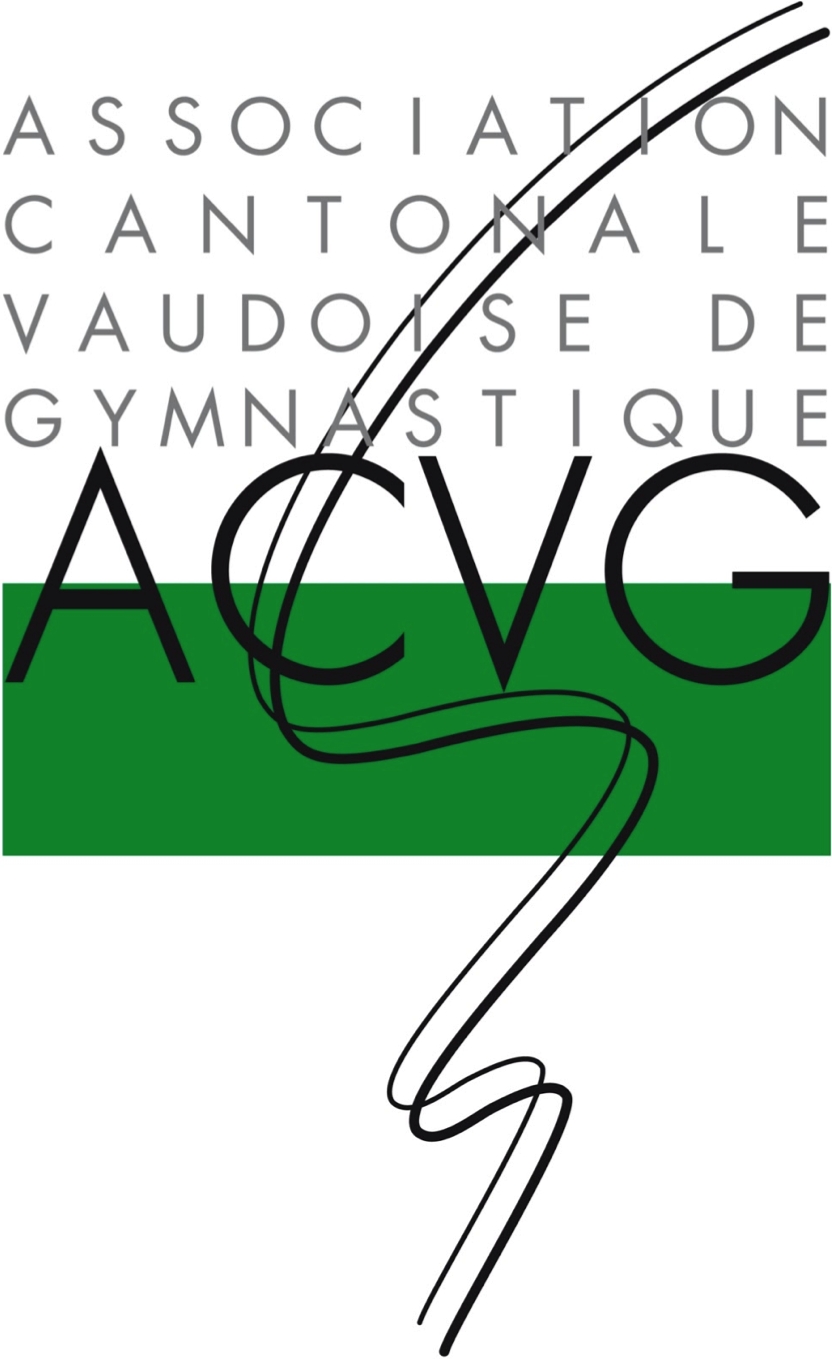 ASSOCIATION
CANTONALE
VAUDOISE DE
GYMNASTIQUE
ACVG